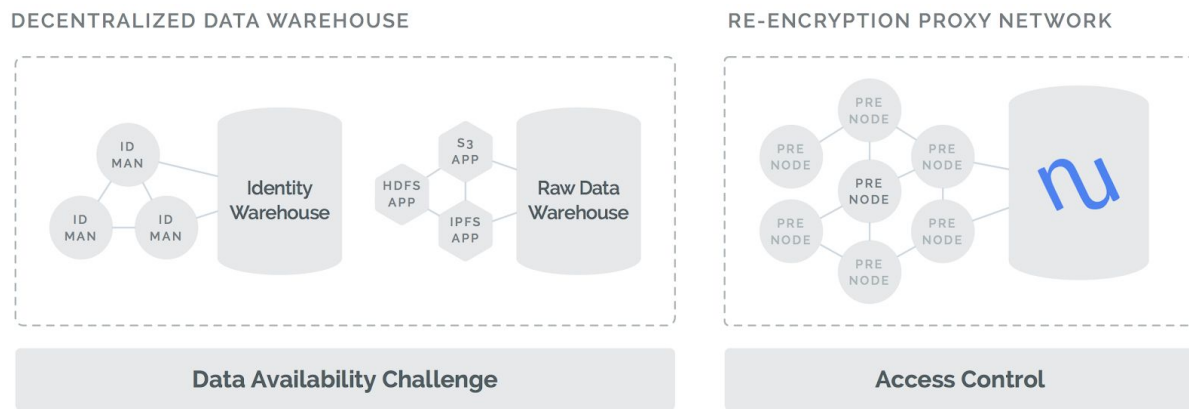 DECENTRALIZED DATA WAREHOUSE
ID
MAN
ID
MAN
ID
MAN
Identity
Warehouse
S3
APP
HDFS
APP
IPFS
APP
Raw Data
Warehouse
Data Availability Challenge
RE-ENCRYPTION PROXY NETWORK
PRE
NODE
PRE
NODE
PRE
NODE
PRE
NODE
PRE
NODE
PRE
NODE
PRE
NODE
nu
Access Control